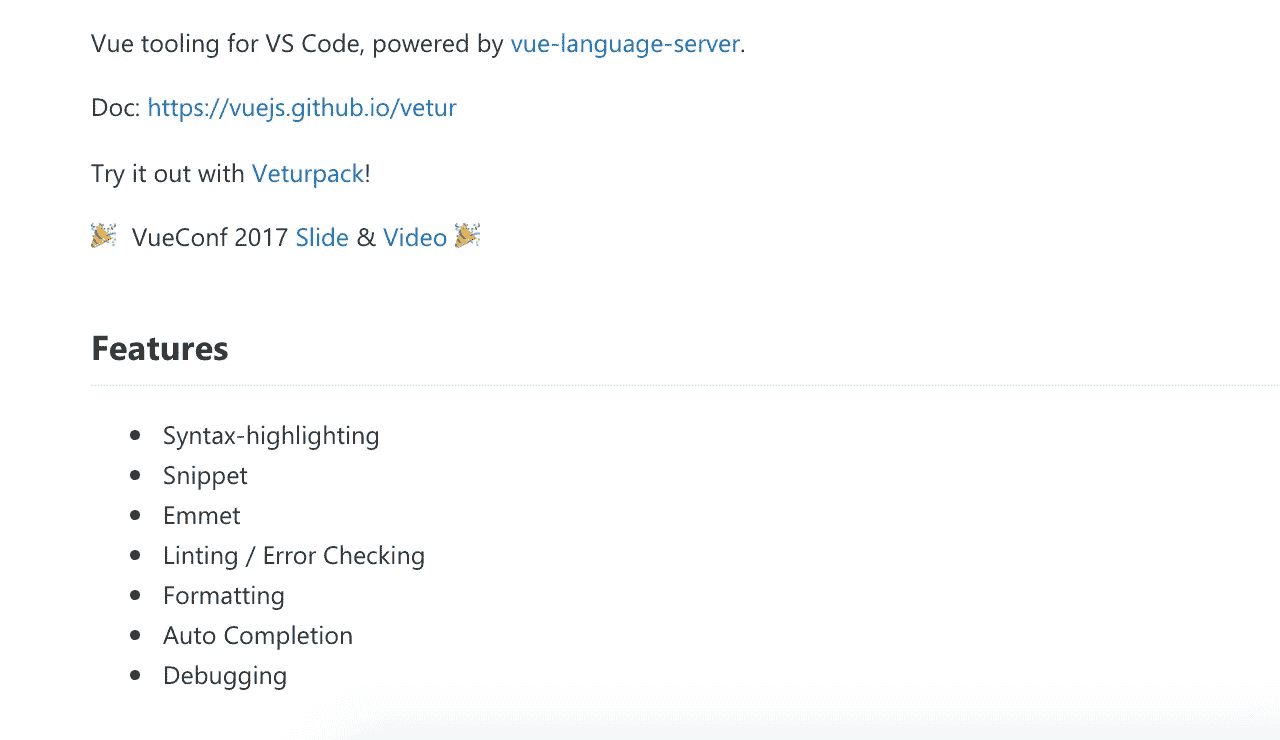 Vue tooling for VS Code, powered by vue-language-server.
Doc: https://vuejs.github.io/vetur
Try it out with Veturpack!
🎉 VueConf 2017 Slide & Video 🎉
Features
• Syntax-highlighting
• Snippet
• Emmet
• Linting / Error Checking
• Formatting
• Auto Completion
• Debugging